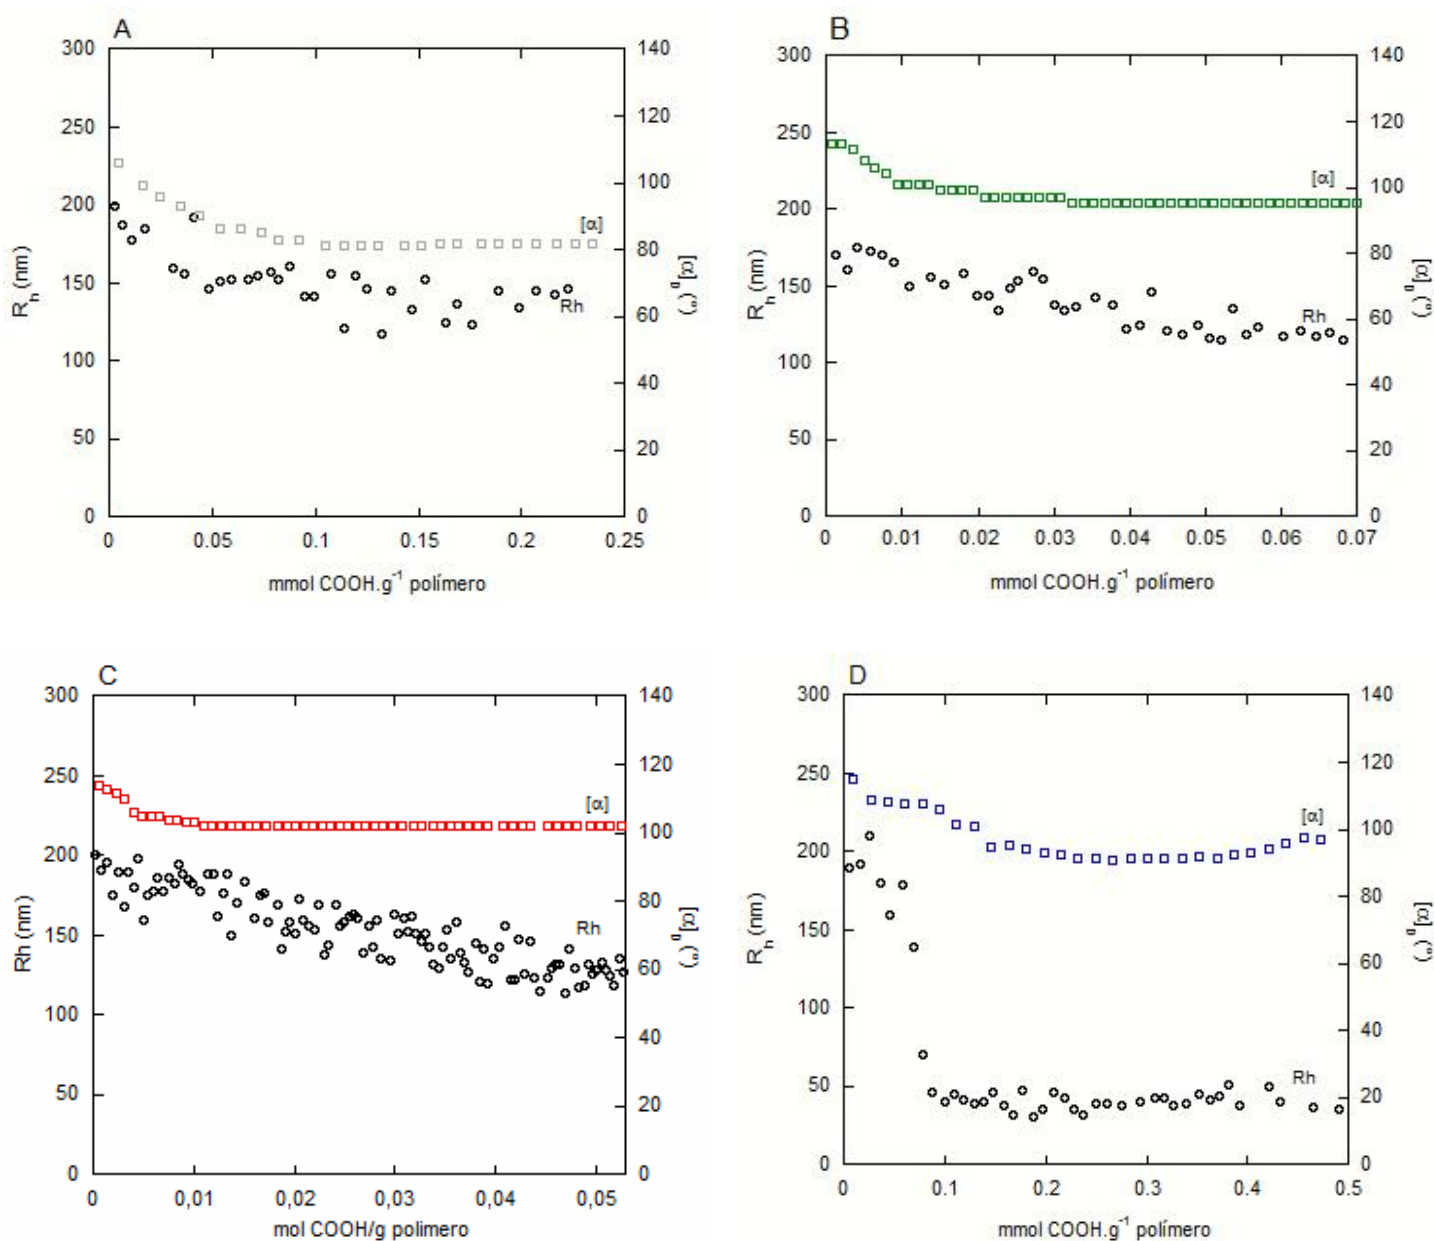 A
300
250
200
150
100
50
0
R_h (nm)
140
120
100
80
60
40
20
0
[α]_D (°)
[α]
Rh
0 0.05 0.1 0.15 0.2 0.25
mmol COOH.g⁻¹ polímero
B
300
250
200
150
100
50
0
R_h (nm)
140
120
100
80
60
40
20
0
[α]_D (°)
[α]
Rh
0 0.01 0.02 0.03 0.04 0.05 0.06 0.07
mmol COOH.g⁻¹ polímero
C
300
250
200
150
100
50
0
Rh (nm)
140
120
100
80
60
40
20
0
[α]_D (°)
[α]
Rh
0 0,01 0,02 0,03 0,04 0,05
mol COOH/g polimero
D
300
250
200
150
100
50
0
R_h (nm)
140
120
100
80
60
40
20
0
[α]_D (°)
[α]
Rh
0 0.1 0.2 0.3 0.4 0.5
mmol COOH.g⁻¹ polímero